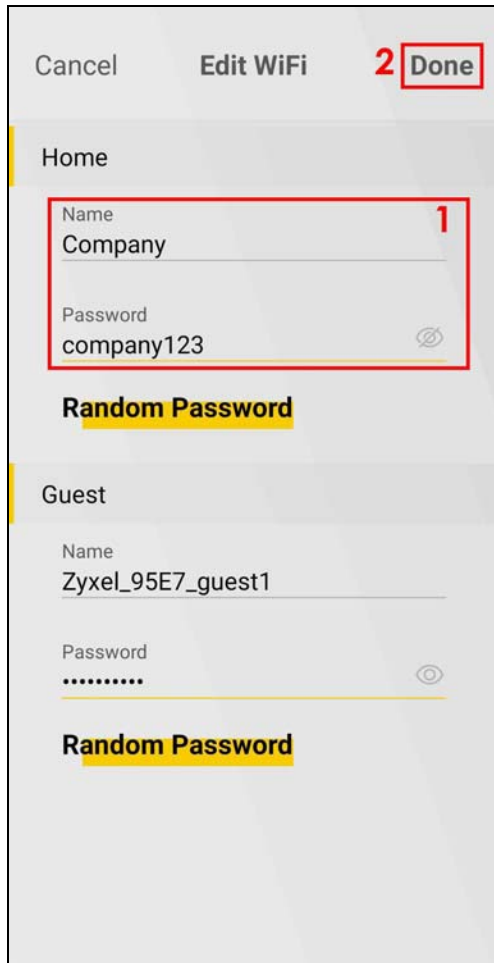 Cancel Edit WiFi 2 Done
Home
Name 1
Company
Password
company123
Random Password
Guest
Name
Zyxel_95E7_guest1
Password
••••••••••
Random Password